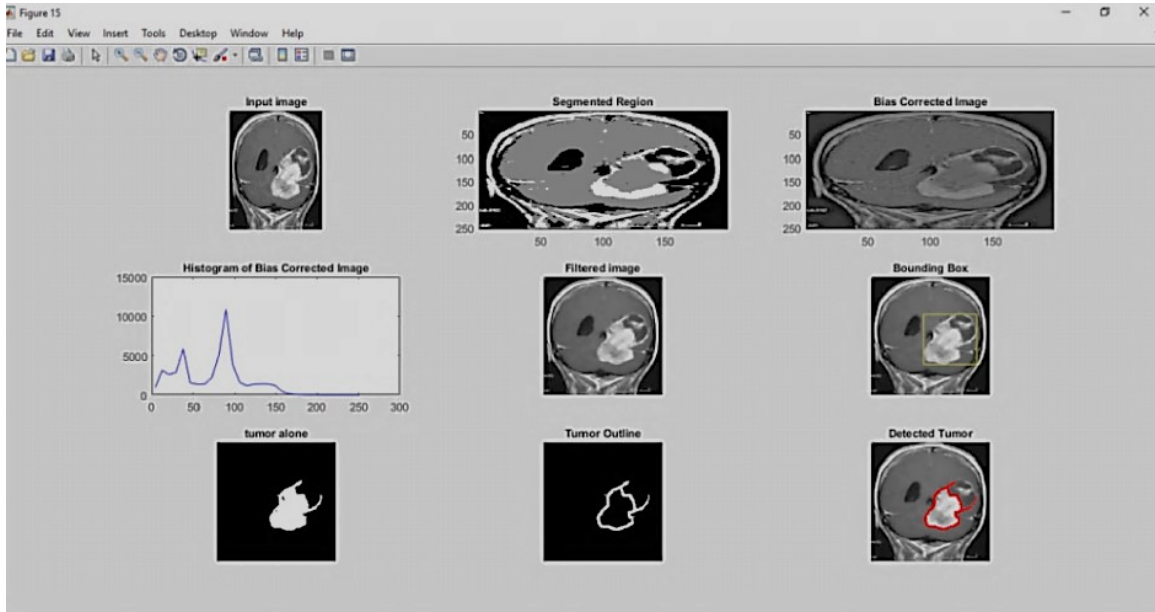 Figure 15
File Edit View Insert Tools Desktop Window Help
Input image
Segmented Region
50
100
150
200
250
50 100 150
Bias Corrected Image
50
100
150
200
250
50 100 150
Histogram of Bias Corrected Image
15000
10000
5000
0
0 50 100 150 200 250 300
Filtered image
Bounding Box
tumor alone
Tumor Outline
Detected Tumor